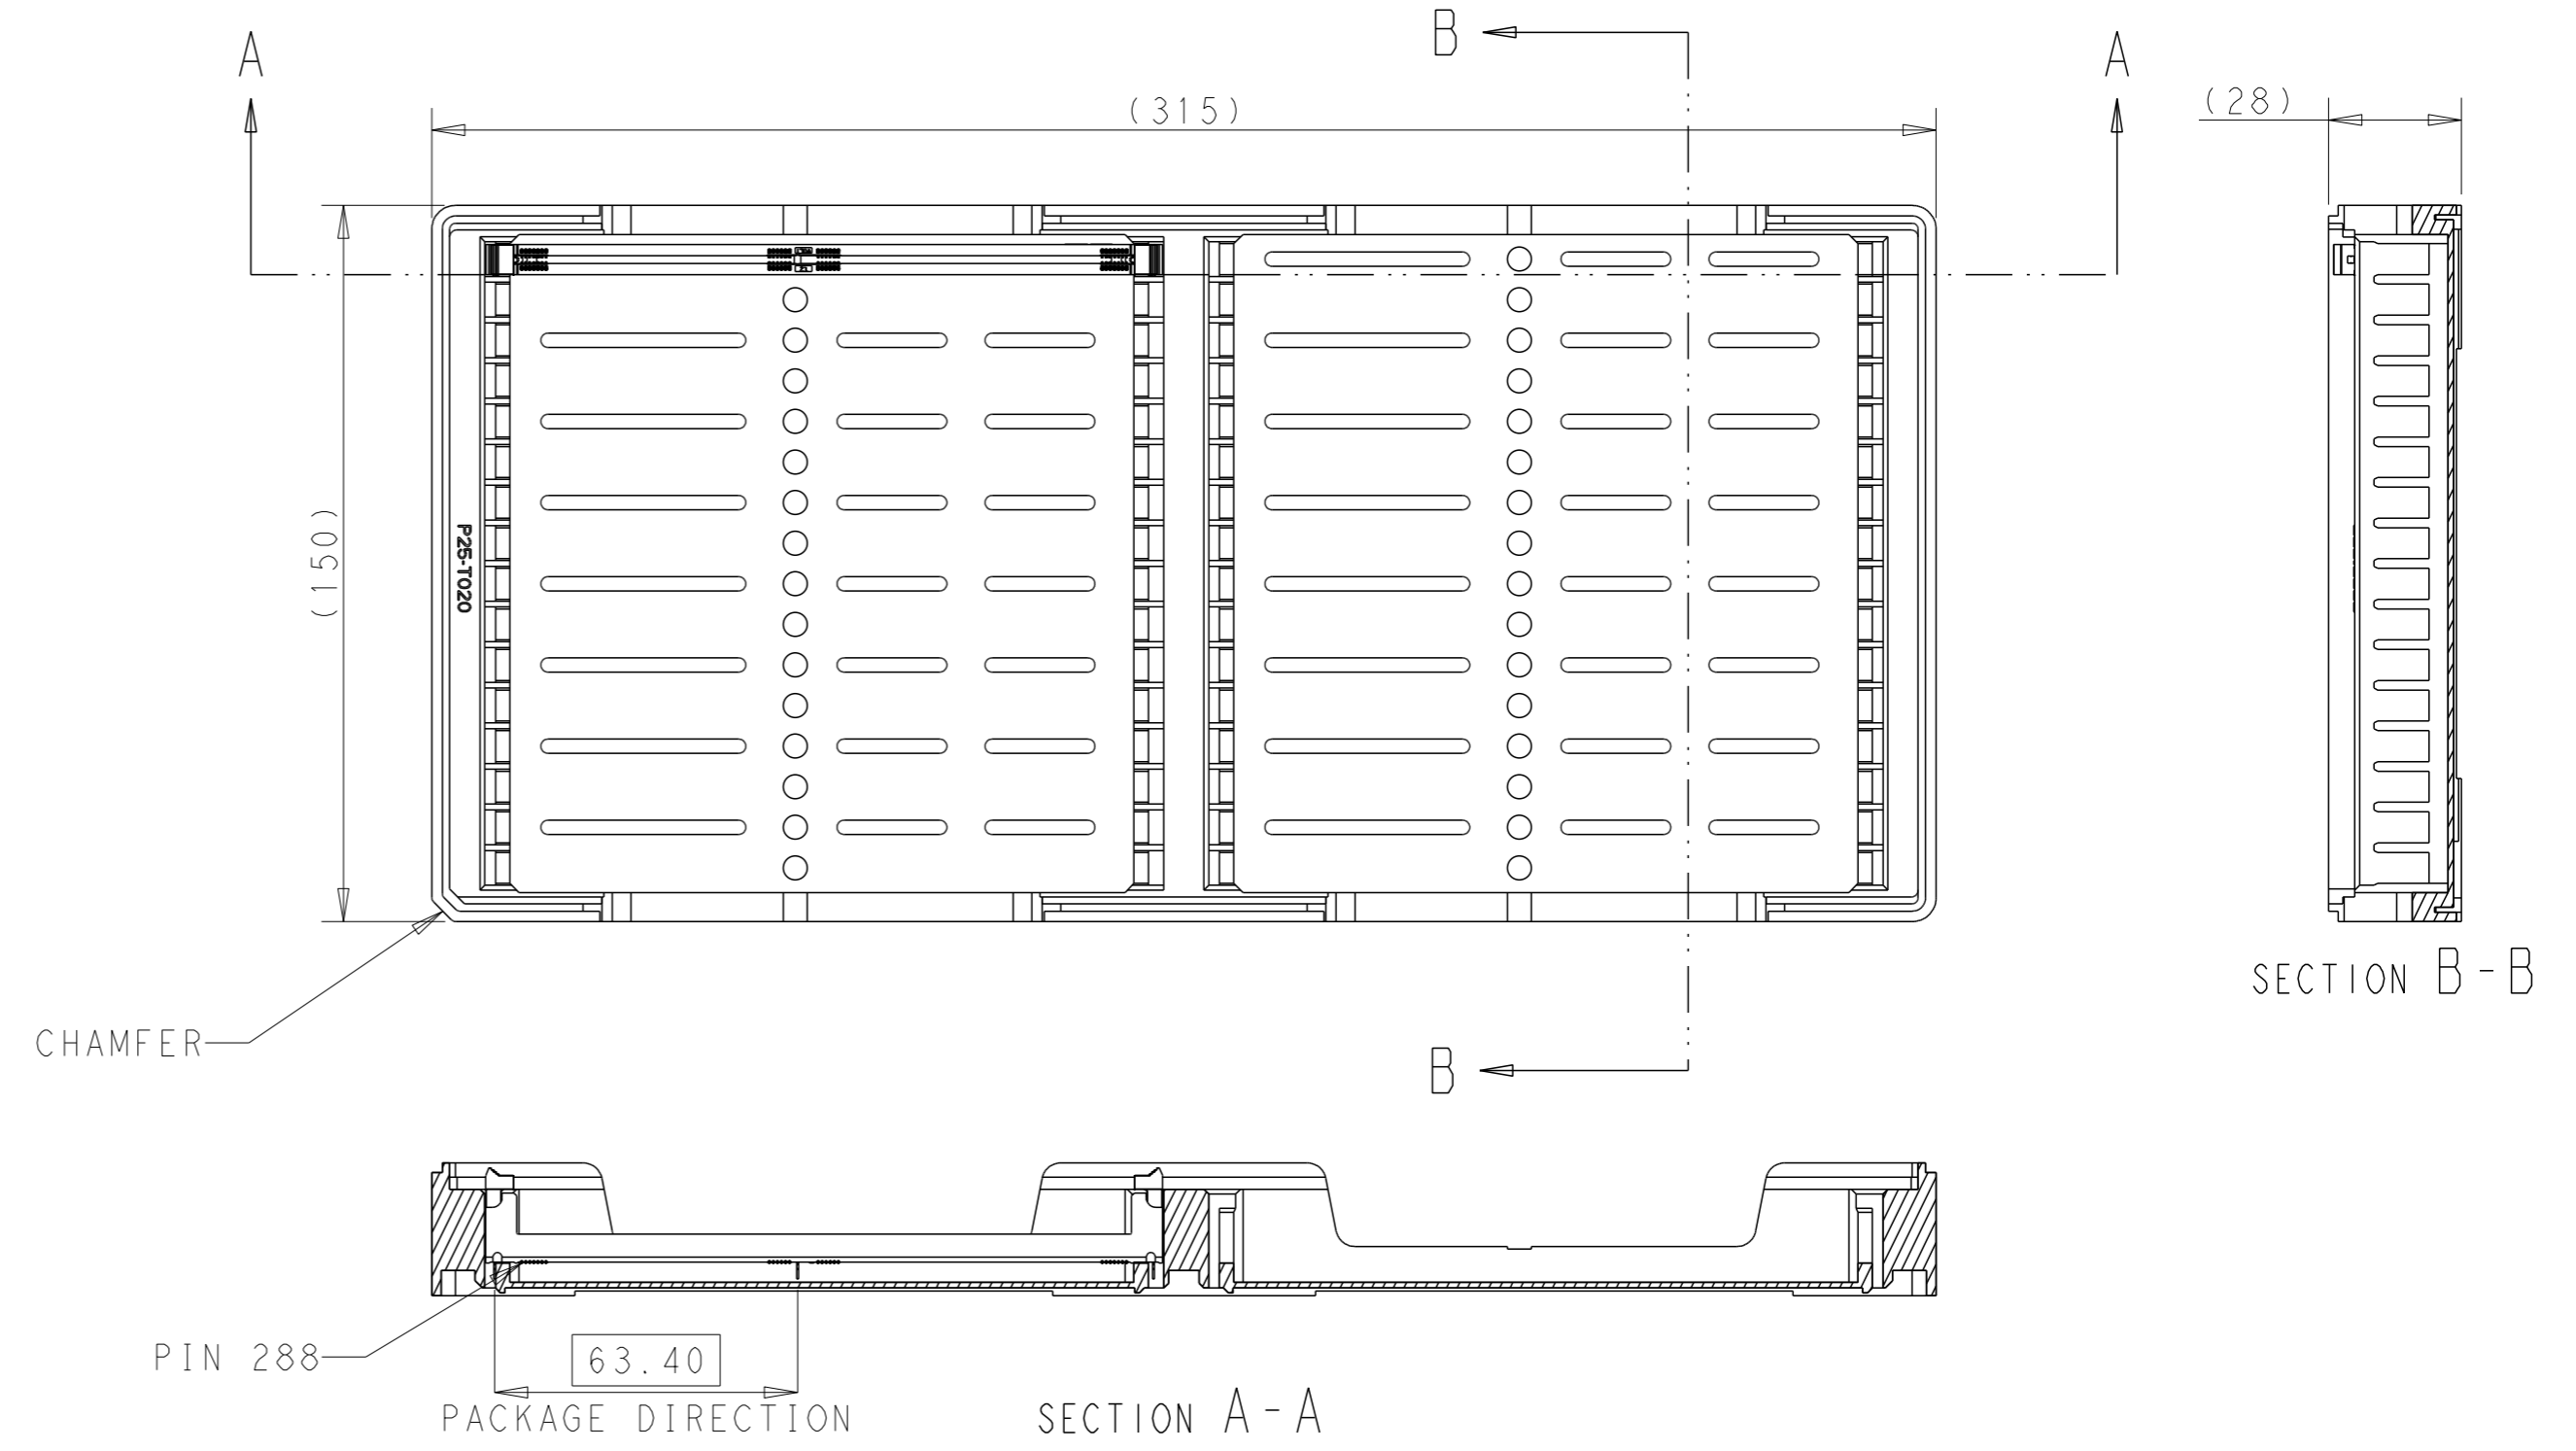 B
A
A
(315)
(28)
(150)
P25-T020
SECTION B-B
CHAMFER
B
PIN 288
63.40
PACKAGE DIRECTION
SECTION A-A